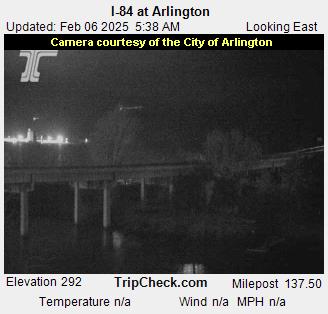 I-84 at Arlington
Updated: Feb 06 2025 5:38 AM Looking East
Camera courtesy of the City of Arlington
Elevation 292 TripCheck.com Milepost 137.50
Temperature n/a Wind n/a MPH n/a